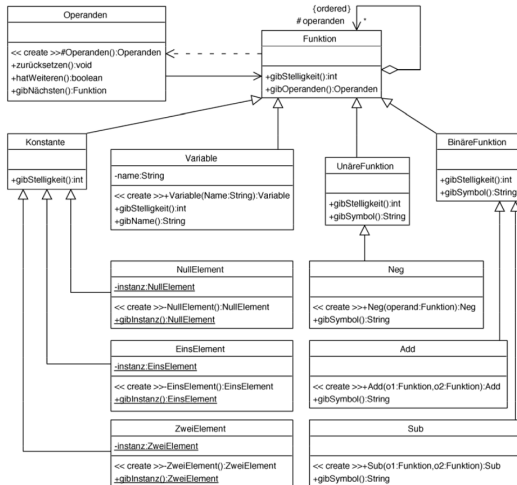 Operanden
<< create >>#Operanden():Operanden
+zurücksetzen():void
+hatWeiteren():boolean
+gibNächsten():Funktion
{ordered}
# operanden
*
Funktion
+gibStelligkeit():int
+gibOperanden():Operanden
Konstante
+gibStelligkeit():int
Variable
-name:String
<< create >>+Variable(Name:String):Variable
+gibStelligkeit():int
+gibName():String
UnäreFunktion
+gibStelligkeit():int
+gibSymbol():String
BinäreFunktion
+gibStelligkeit():int
+gibSymbol():String
NullElement
-instanz:NullElement
<< create >>-NullElement():NullElement
+gibInstanz():NullElement
Neg
<< create >>+Neg(operand:Funktion):Neg
+gibSymbol():String
EinsElement
-instanz:EinsElement
<< create >>-EinsElement():EinsElement
+gibInstanz():EinsElement
Add
<< create >>+Add(o1:Funktion,o2:Funktion):Add
+gibSymbol():String
ZweiElement
-instanz:ZweiElement
<< create >>-ZweiElement():ZweiElement
+gibInstanz():ZweiElement
Sub
<< create >>+Sub(o1:Funktion,o2:Funktion):Sub
+gibSymbol():String